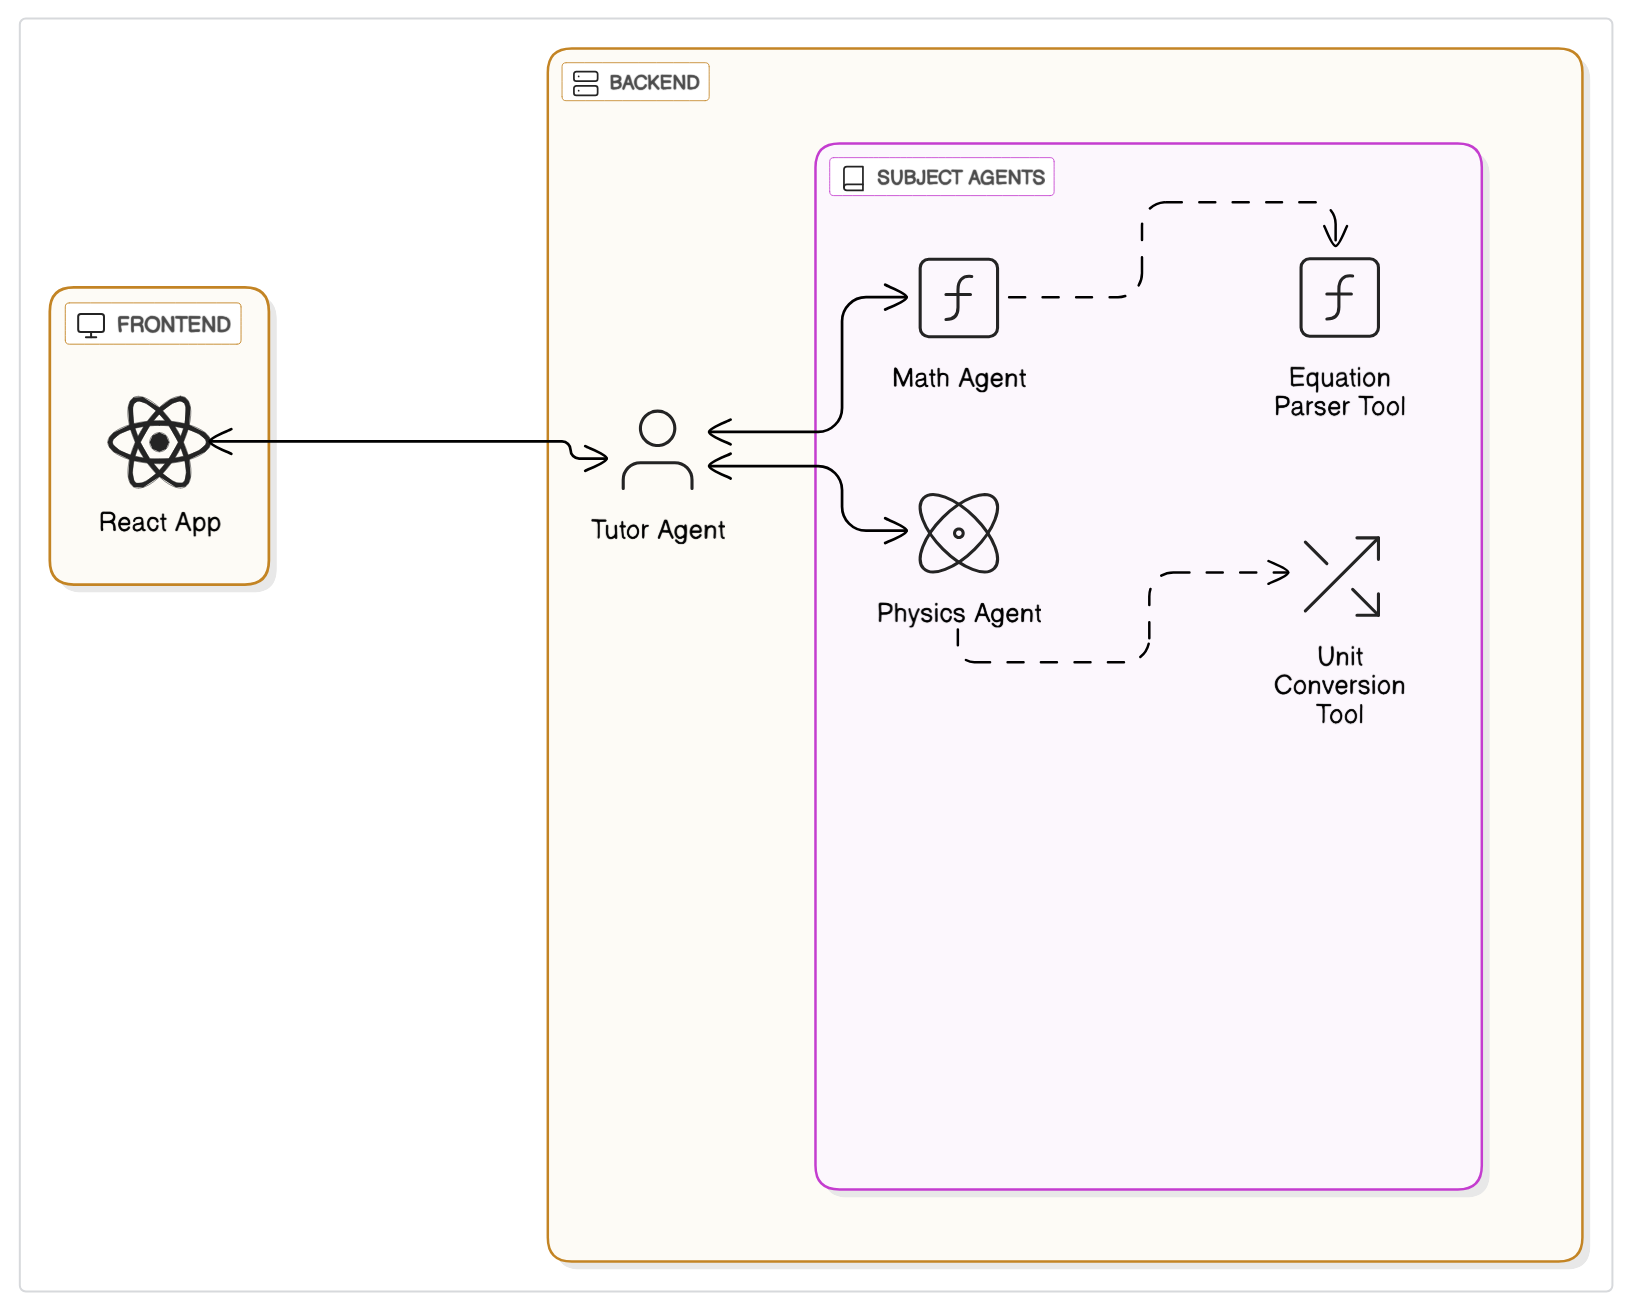 BACKEND
SUBJECT AGENTS
FRONTEND
Math Agent
Equation
Parser Tool
React App
Tutor Agent
Physics Agent
Unit
Conversion
Tool